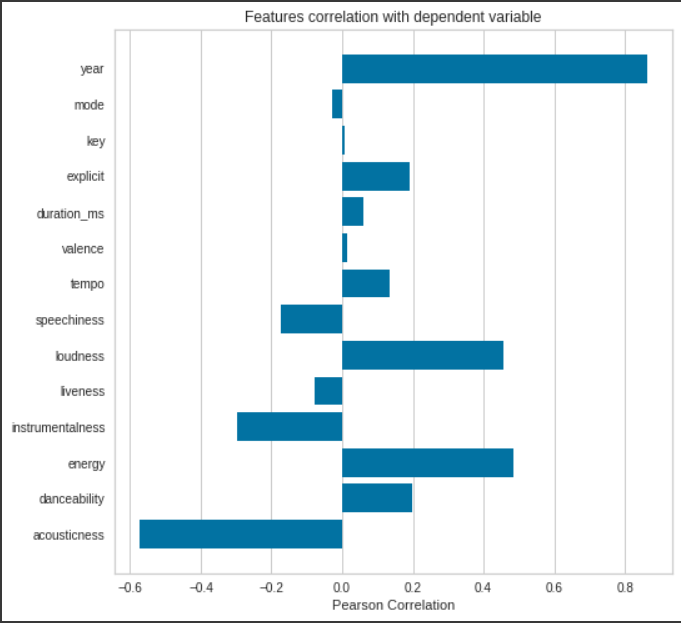 Features correlation with dependent variable
year
mode
key
explicit
duration_ms
valence
tempo
speechiness
loudness
liveness
instrumentalness
energy
danceability
acousticness
−0.6 −0.4 −0.2 0.0 0.2 0.4 0.6 0.8
Pearson Correlation